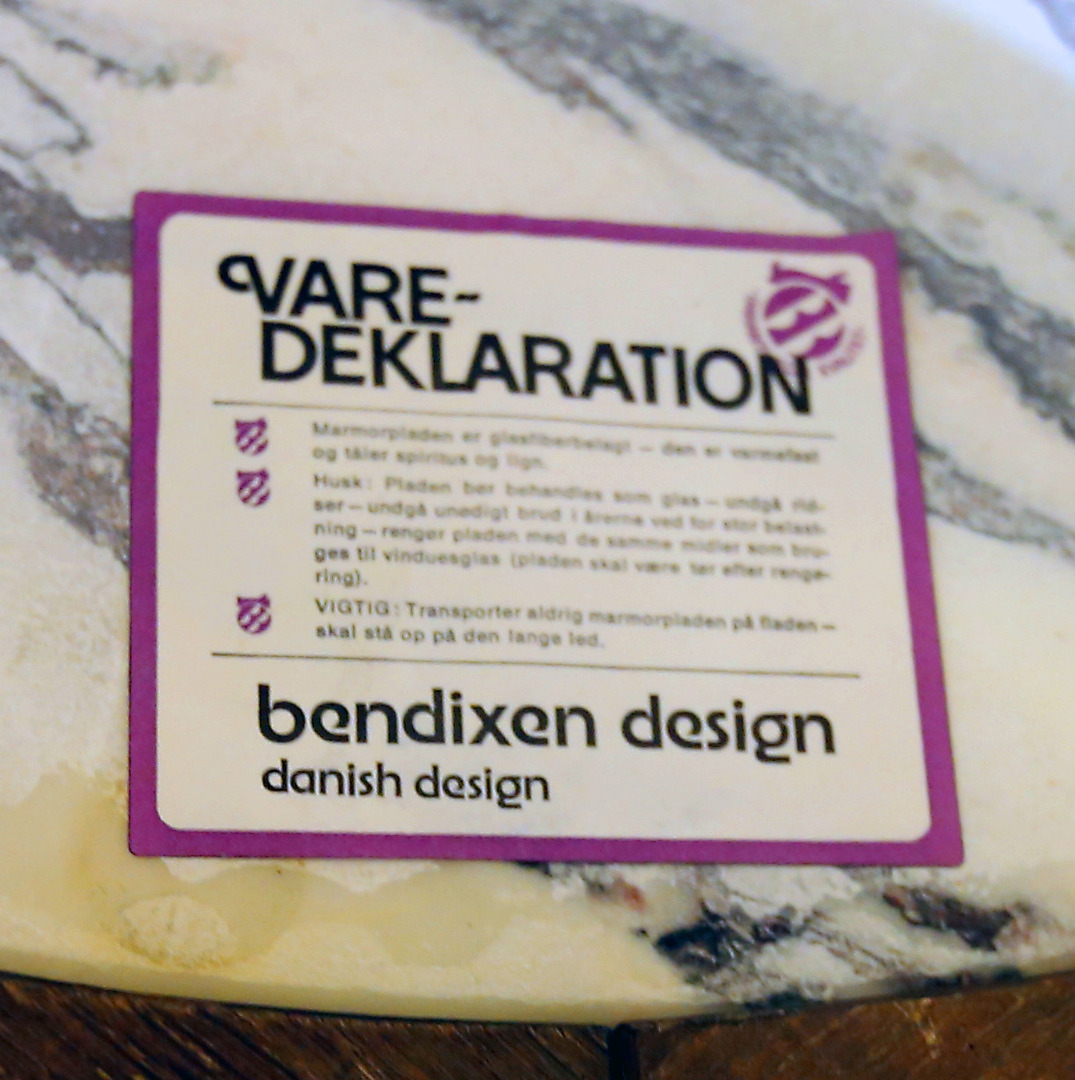 VARE-
DEKLARATION
Marmorpladen er glasfiberbelagt — den er varmefast
og tåler spiritus og lign.
Husk: Pladen bør behandles som glas — undgå rid-
ser — undgå unedigt brud i årerne ved for stor belast-
ning — rengør pladen med de samme midler som bru-
ges til vinduesglas (pladen skal være tør efter rengø-
ring).
VIGTIG: Transporter aldrig marmorpladen på fladen —
skal stå op på den lange led.
bendixen design
danish design